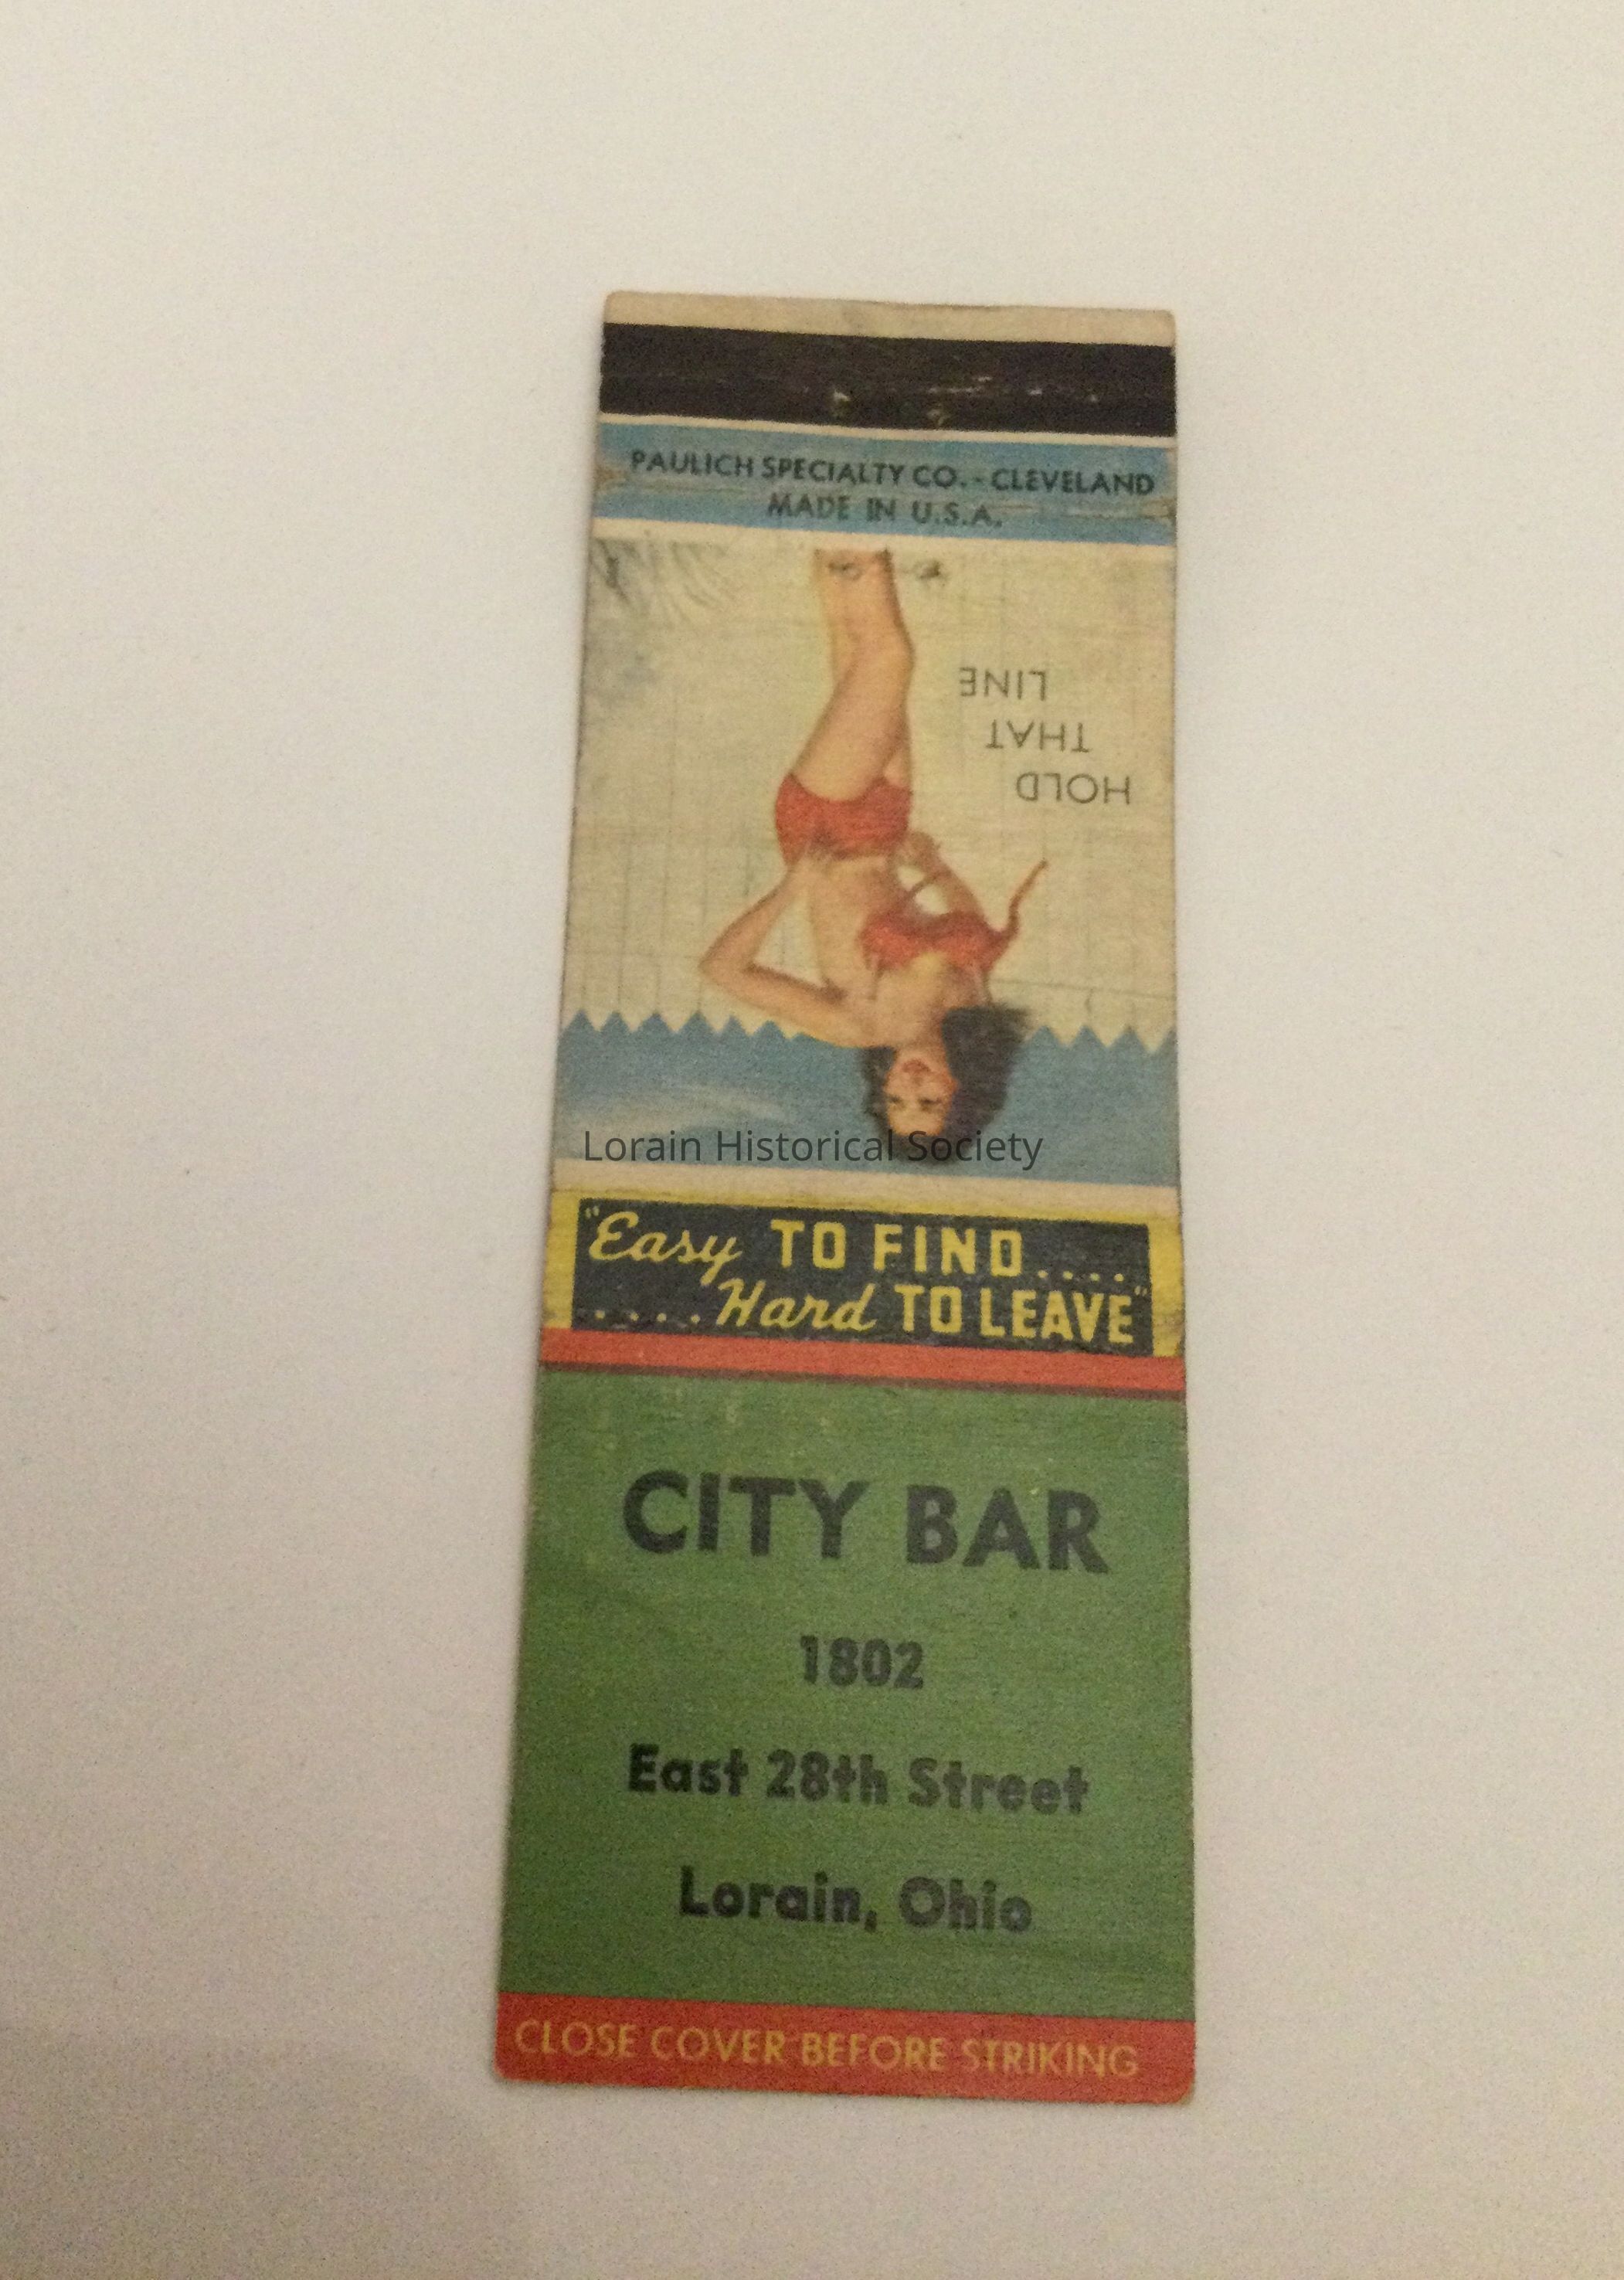 PAULICH SPECIALTY CO. - CLEVELAND
MADE IN U.S.A.
HOLD
THAT
LINE
Lorain Historical Society
"Easy TO FIND....
.....Hard TO LEAVE"
CITY BAR
1802
East 28th Street
Lorain, Ohio
CLOSE COVER BEFORE STRIKING